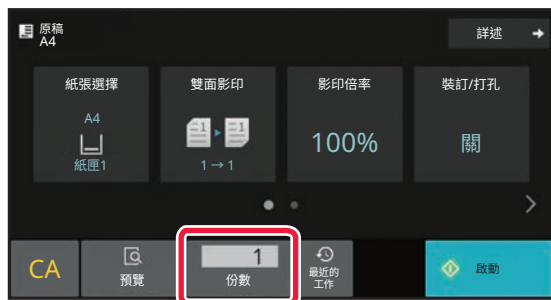 原稿
A4
詳述
紙張選擇
A4
紙匣1
雙面影印
1
1
1 → 1
影印倍率
100%
裝訂/打孔
關
CA
預覽
1
份數
最近的
工作
啟動